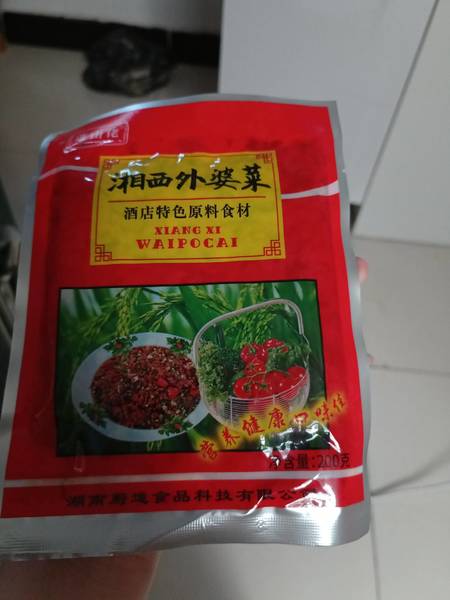 湘西外婆菜
酒店特色原料食材
XIANG XI
WAIPOCAI
营养健康口味佳
净含量:200克
湖南厨逸食品科技有限公司